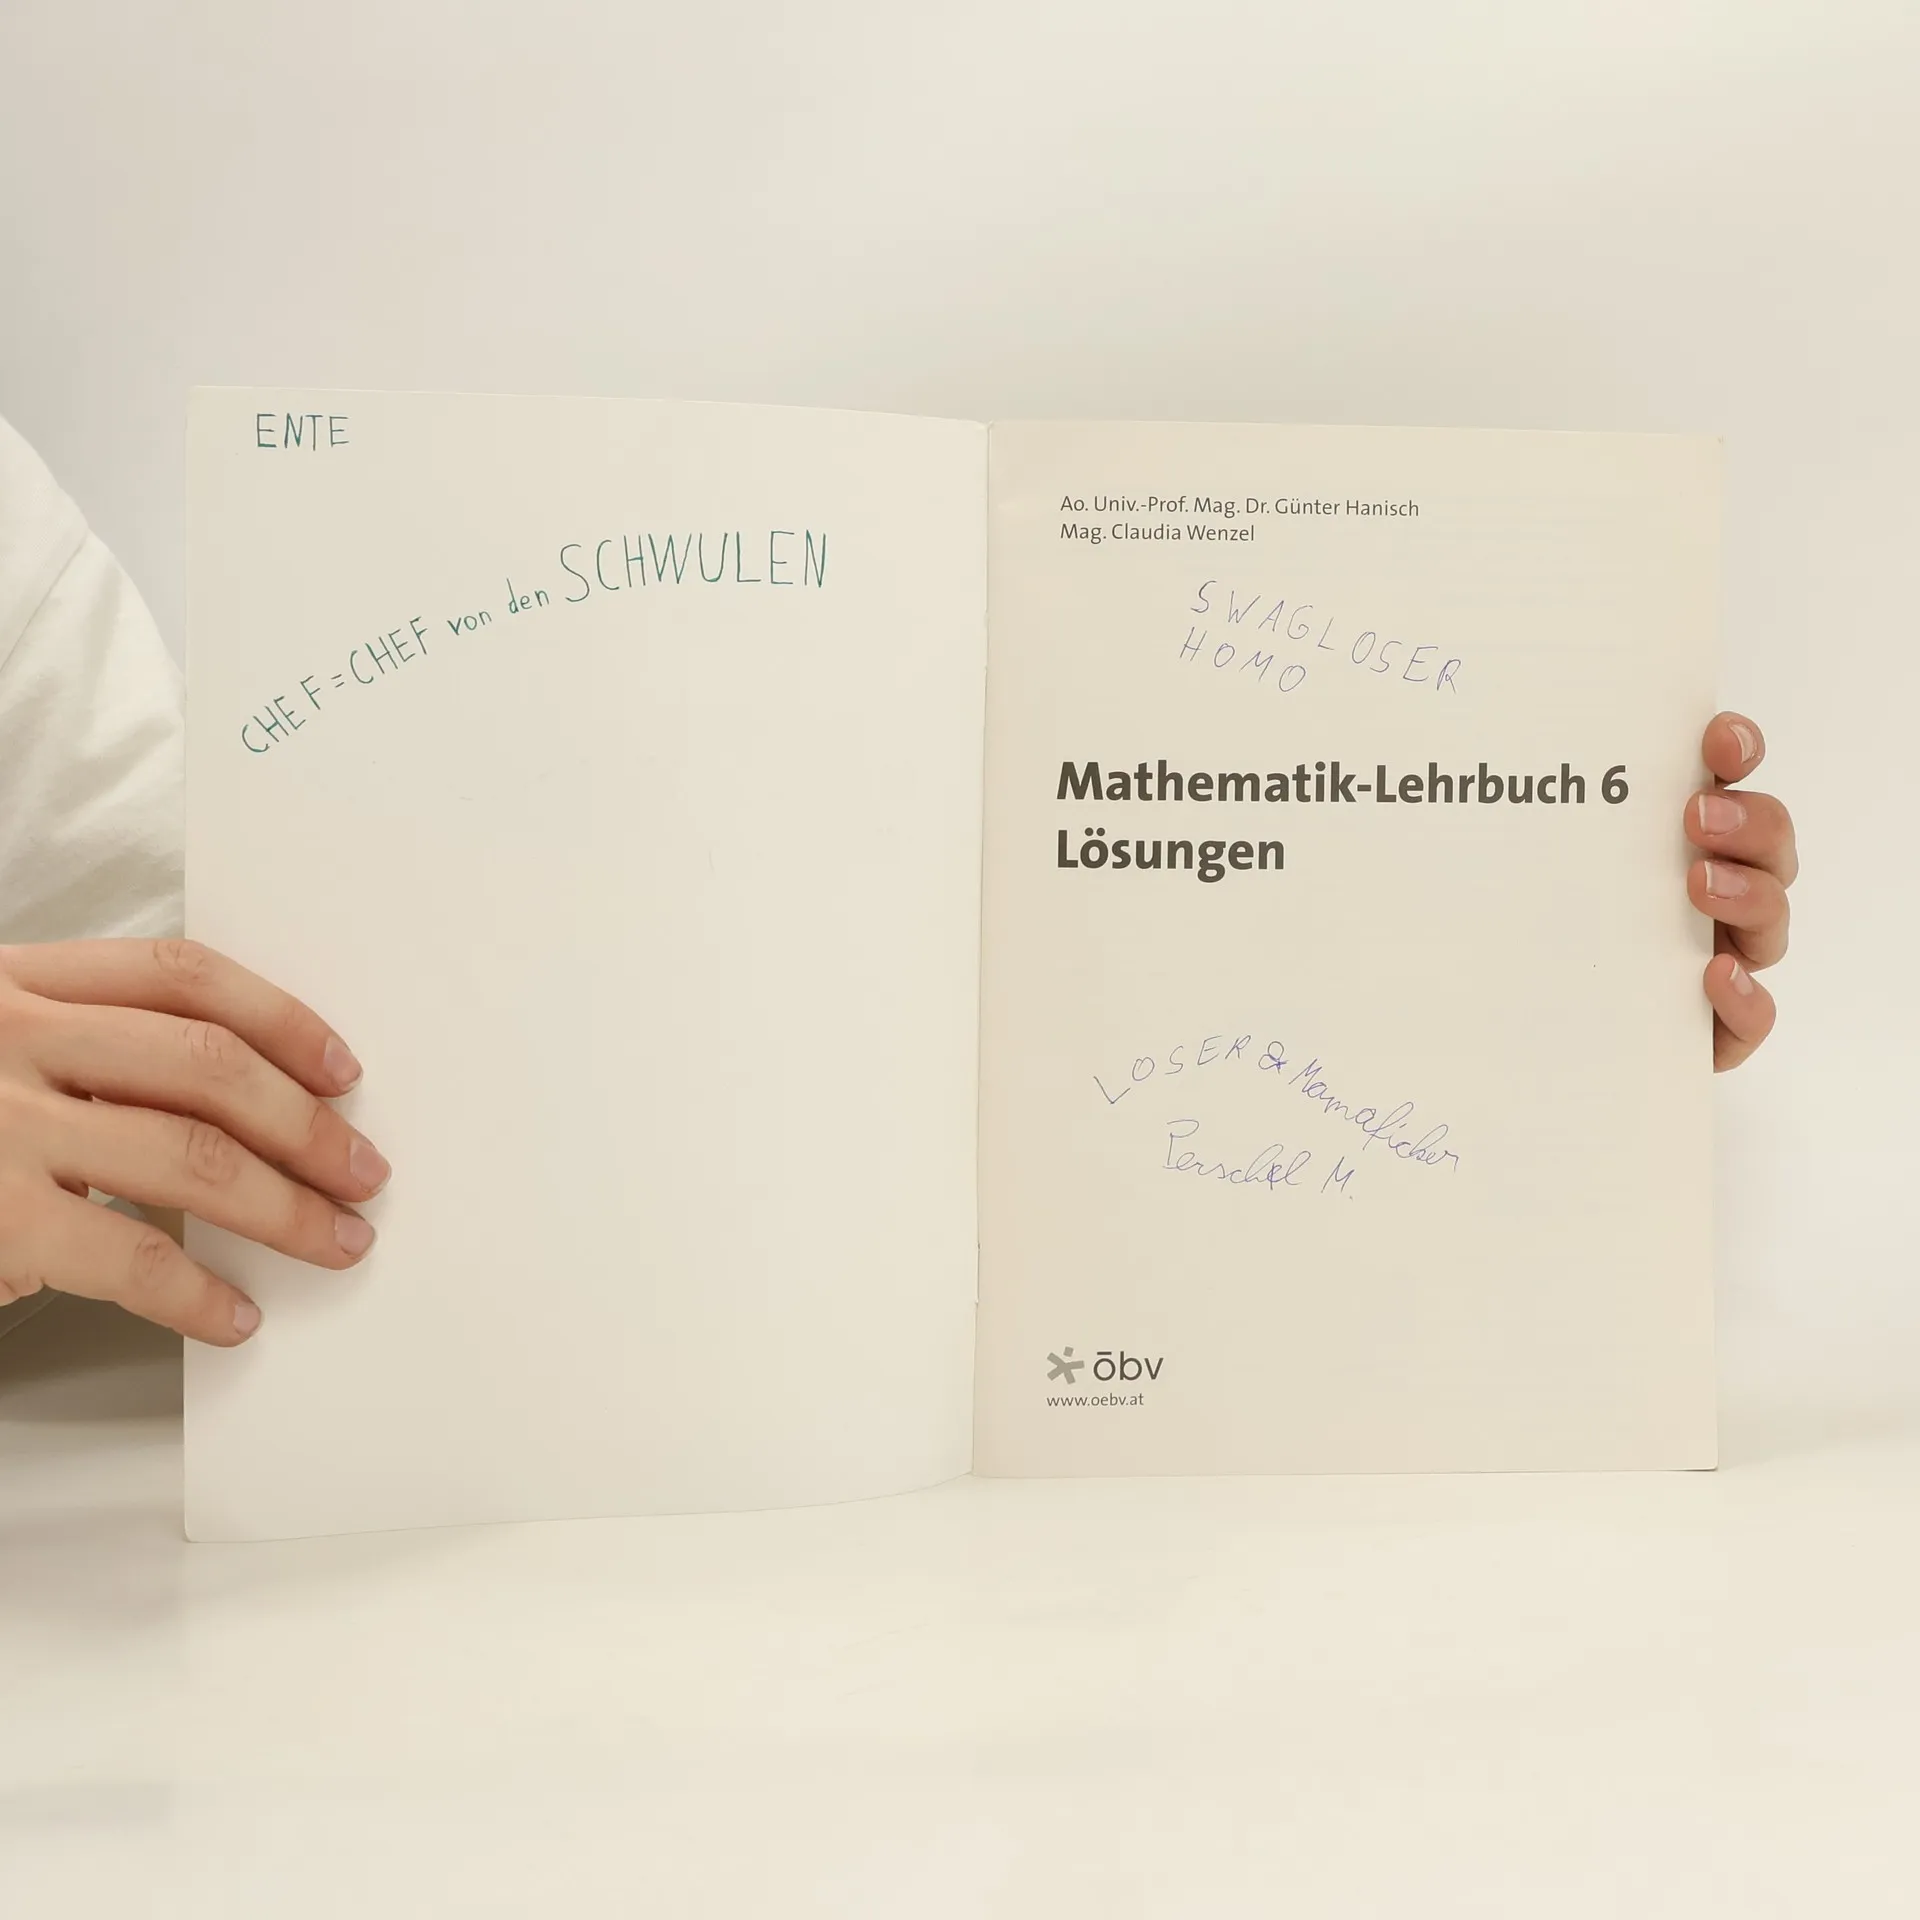 ENTE
CHEF=CHEF von den SCHWULEN
Ao. Univ.-Prof. Mag. Dr. Günter Hanisch
Mag. Claudia Wenzel
SWAGLOSER
HOMO
Mathematik-Lehrbuch 6
Lösungen
LOSER & Mamaficker
Perschel M.
öbv
www.oebv.at